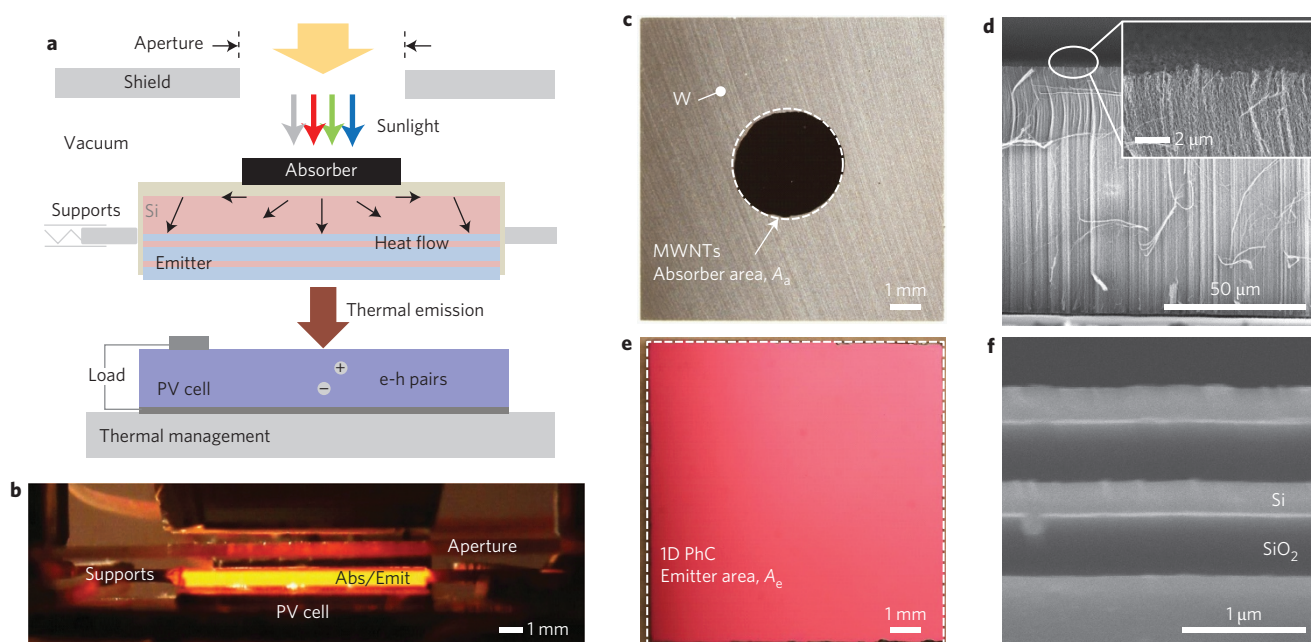 a
Aperture
Shield
Sunlight
Vacuum
Absorber
Supports
Si
Heat flow
Emitter
Thermal emission
Load
+
−
e-h pairs
PV cell
Thermal management
b
Aperture
Supports
Abs/Emit
PV cell
1 mm
c
W
MWNTs
Absorber area, Aₐ
1 mm
d
2 μm
50 μm
e
1D PhC
Emitter area, Aₑ
1 mm
f
Si
SiO₂
1 μm